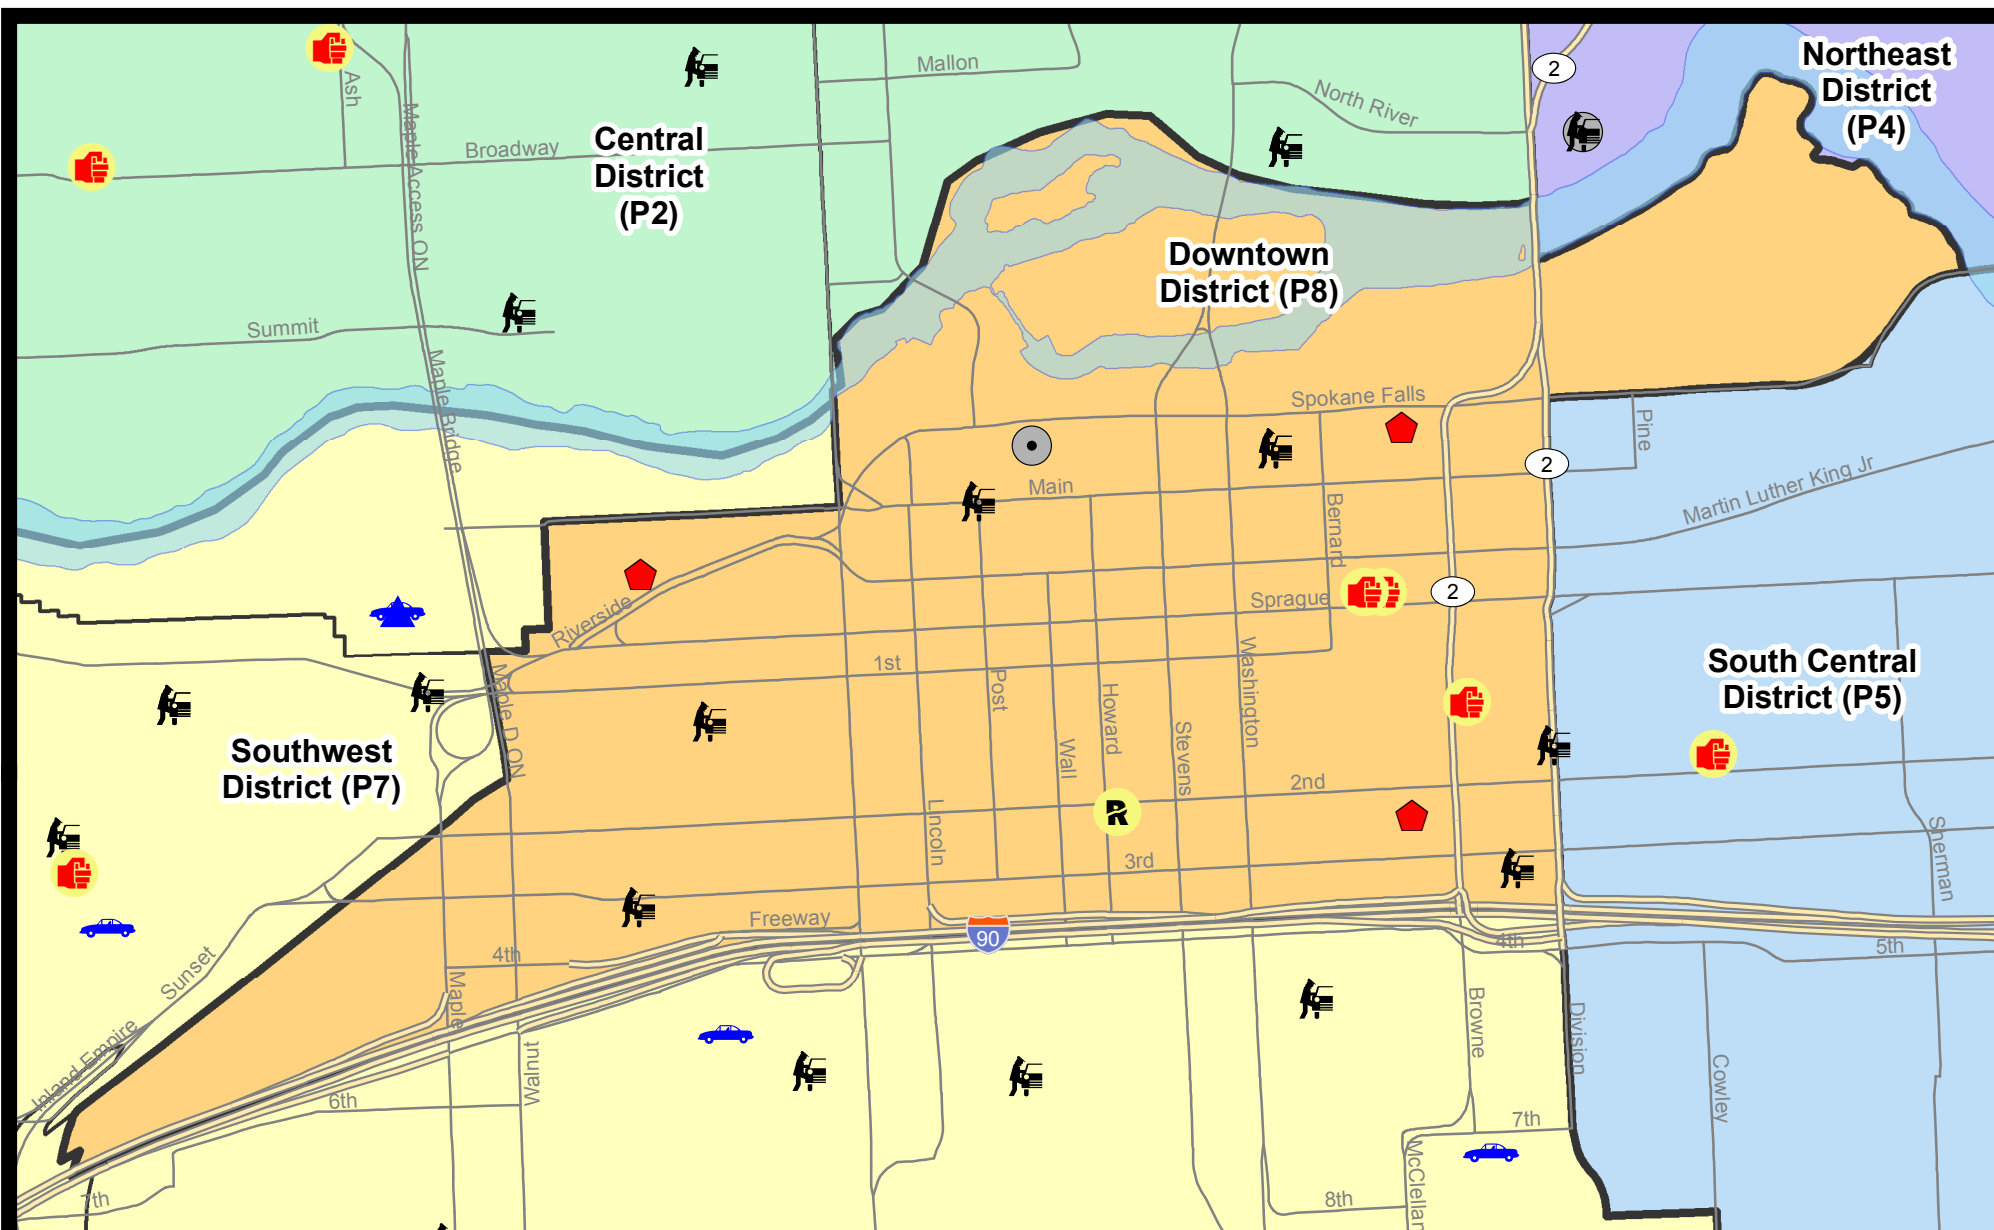 Northeast
District
(P4)
2
Mallon
Ash
North River
Maple Access ON
Central
District
(P2)
Broadway
Downtown
District (P8)
Summit
Maple Bridge
Spokane Falls
Pine
2
Martin Luther King Jr
Main
Bernard
Riverside
Sprague
2
1st
Washington
South Central
District (P5)
Post
Howard
Maple D ON
Stevens
Wall
Southwest
District (P7)
2nd
R
Lincoln
Sherman
3rd
Freeway
90
4th
4th
5th
Sunset
Maple
Browne
Division
Inland Empire
Walnut
Cowley
6th
7th
McClellan
7th
8th